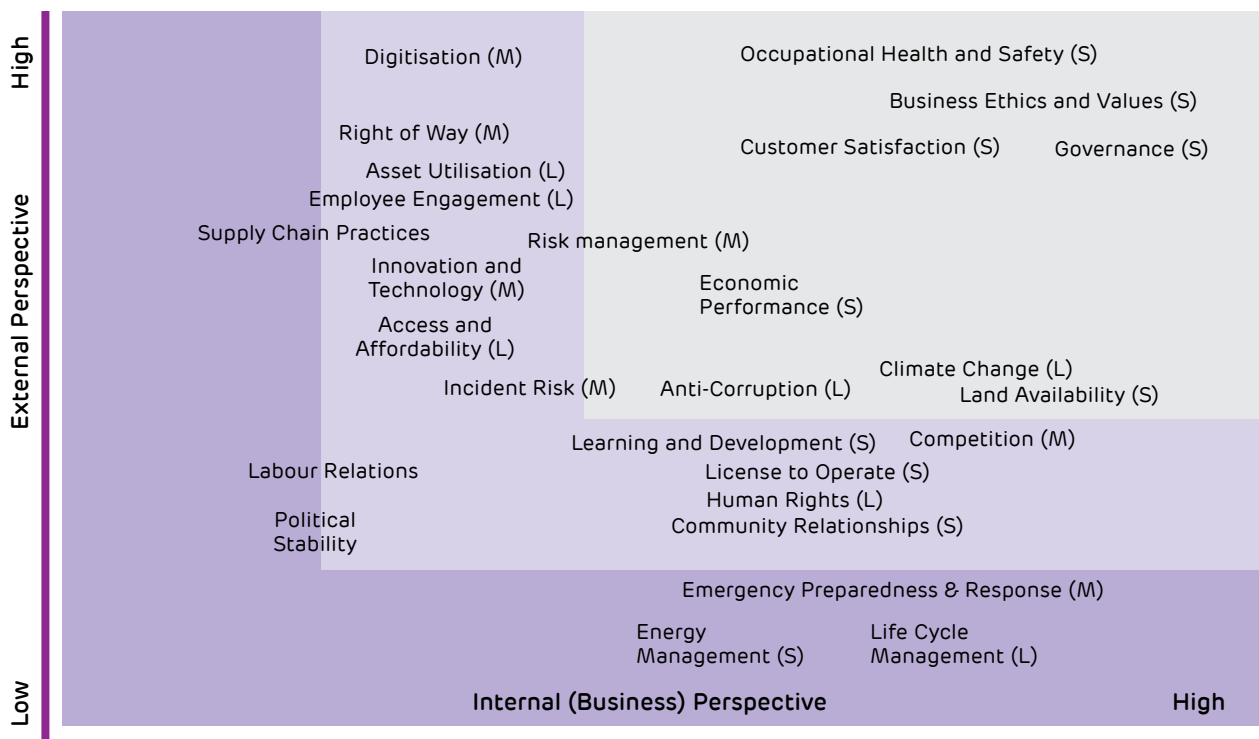 High
External Perspective
Low
Digitisation (M)
Occupational Health and Safety (S)
Business Ethics and Values (S)
Right of Way (M)
Customer Satisfaction (S)
Governance (S)
Asset Utilisation (L)
Employee Engagement (L)
Supply Chain Practices
Risk management (M)
Innovation and
Technology (M)
Economic
Performance (S)
Access and
Affordability (L)
Climate Change (L)
Incident Risk (M)
Anti-Corruption (L)
Land Availability (S)
Learning and Development (S)
Competition (M)
Labour Relations
License to Operate (S)
Human Rights (L)
Political
Stability
Community Relationships (S)
Emergency Preparedness & Response (M)
Energy
Management (S)
Life Cycle
Management (L)
Internal (Business) Perspective
High